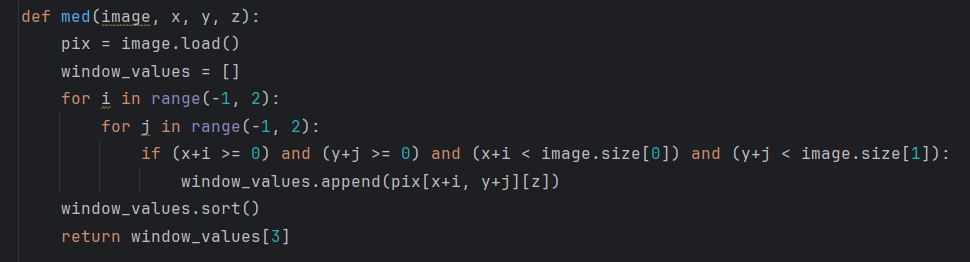 def med(image, x, y, z):
    pix = image.load()
    window_values = []
    for i in range(-1, 2):
        for j in range(-1, 2):
            if (x+i >= 0) and (y+j >= 0) and (x+i < image.size[0]) and (y+j < image.size[1]):
                window_values.append(pix[x+i, y+j][z])
    window_values.sort()
    return window_values[3]